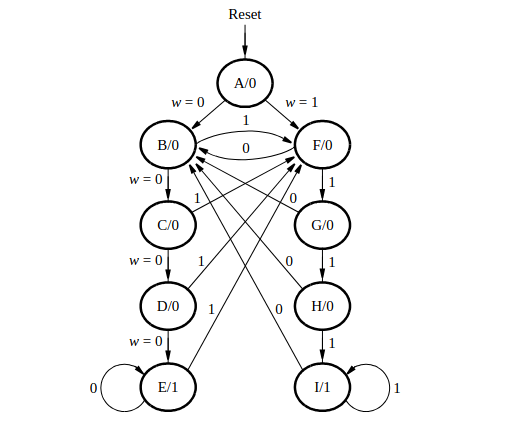 Reset
A/0
w = 0
w = 1
1
B/0
0
F/0
w = 0
1
1
0
C/0
G/0
w = 0
1
0
1
D/0
H/0
w = 0
1
0
1
0
E/1
I/1
1